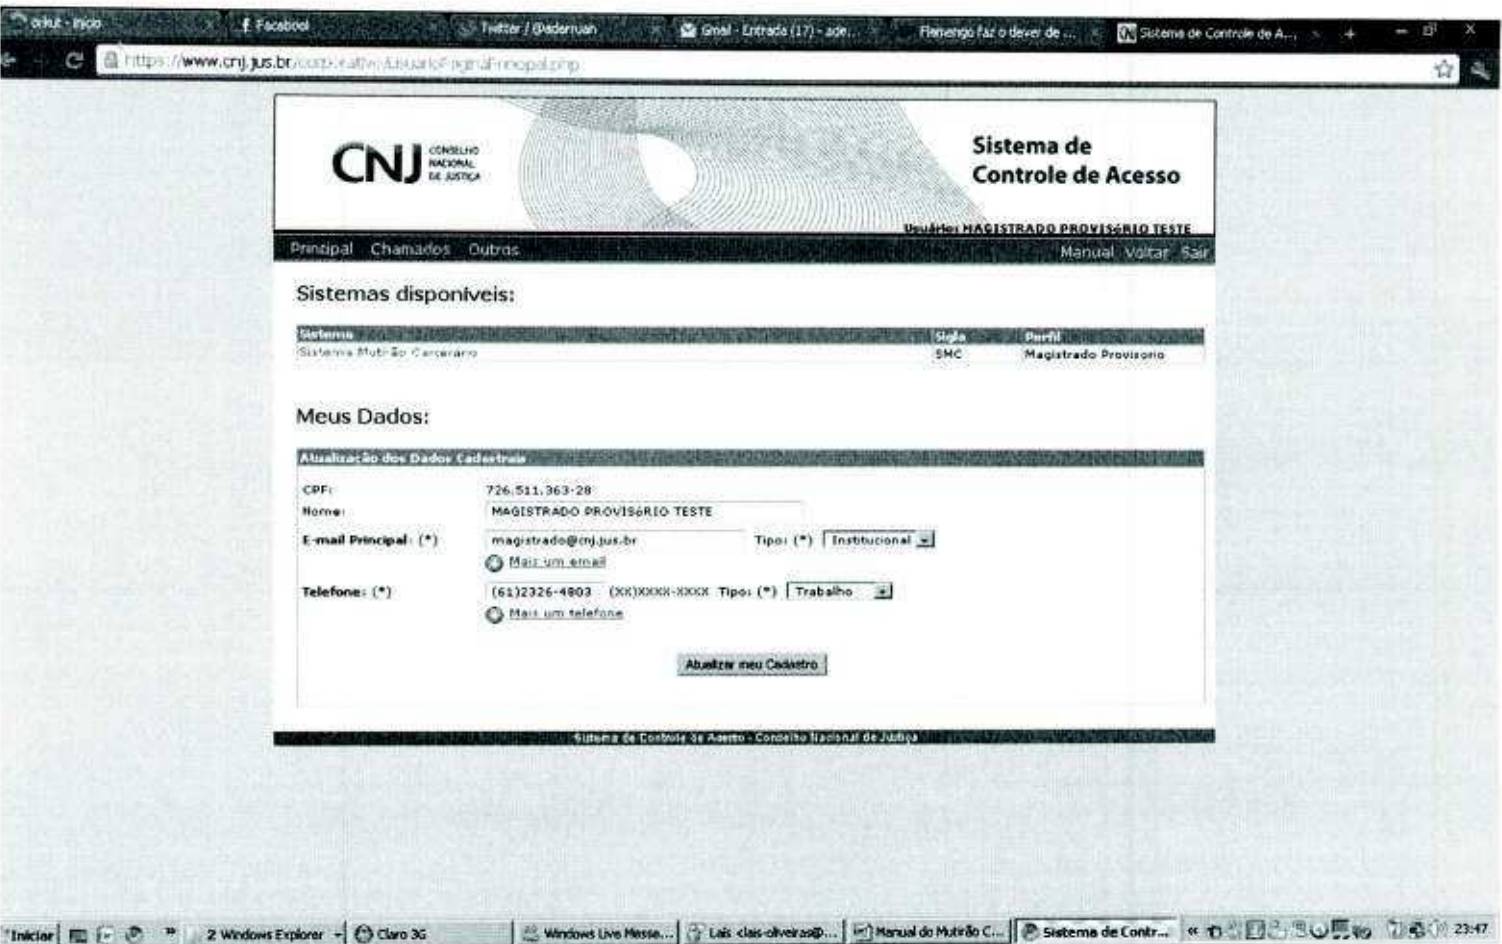 orkut - Início
Facebook
Twitter / @aderruan
Gmail - Entrada (17) - ade...
Flamengo faz o dever de ...
Sistema de Controle de A...
https://www.cnj.jus.br/
CNJ CONSELHO NACIONAL DE JUSTIÇA
Sistema de
Controle de Acesso
Usuário: MAGISTRADO PROVISóRIO TESTE
Principal Chamados Outros Manual Voltar Sair
Sistemas disponíveis:
Sistema Sigla Perfil
Sistema Mutirão Carcerário SMC Magistrado Provisorio
Meus Dados:
Atualização dos Dados Cadastrais
CPF: 726.511.363-28
Nome: MAGISTRADO PROVISóRIO TESTE
E-mail Principal: (*) magistrado@cnj.jus.br Tipo: (*) Institucional
Mais um email
Telefone: (*) (61)2326-4803 (XX)XXXX-XXXX Tipo: (*) Trabalho
Mais um telefone
Atualizar meu Cadastro
Sistema de Controle de Acesso - Conselho Nacional de Justiça
Iniciar 2 Windows Explorer Claro 3G Windows Live Messe... Manual do Mutirão C... Sistema de Contr... 23:47